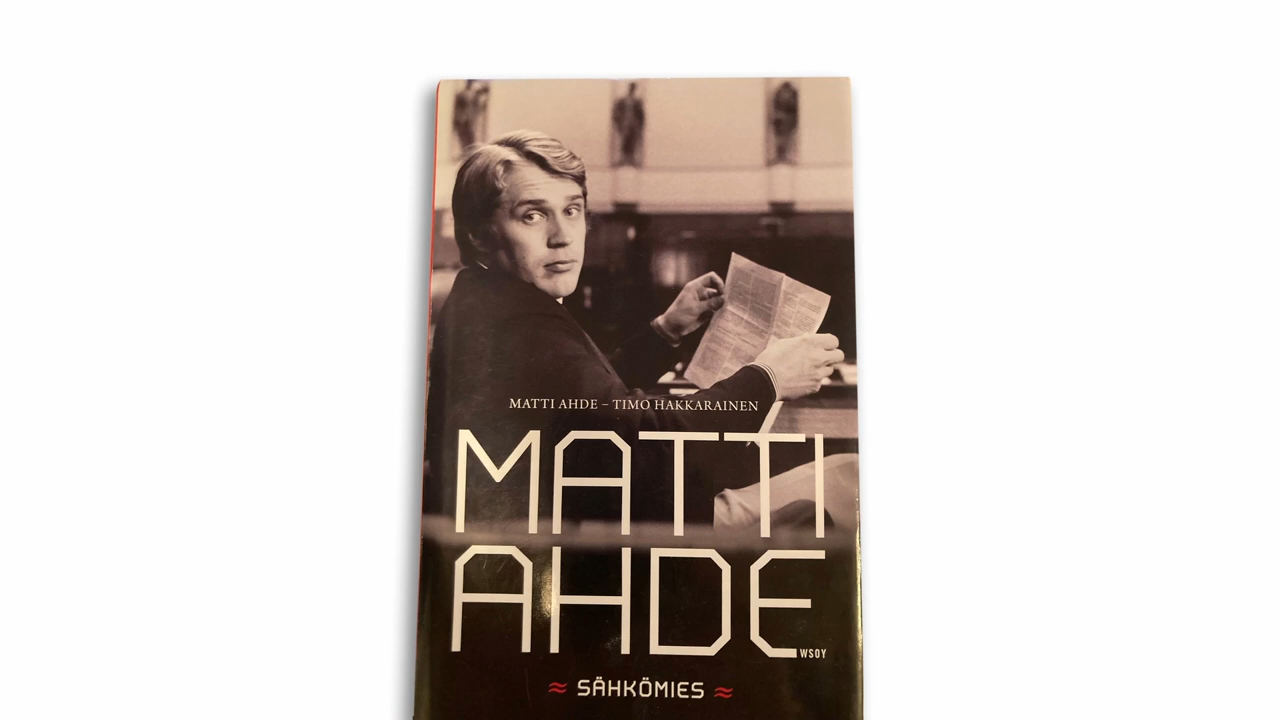 MATTI AHDE – TIMO HAKKARAINEN
MATTI
AHDE
WSOY
≈ SÄHKÖMIES ≈